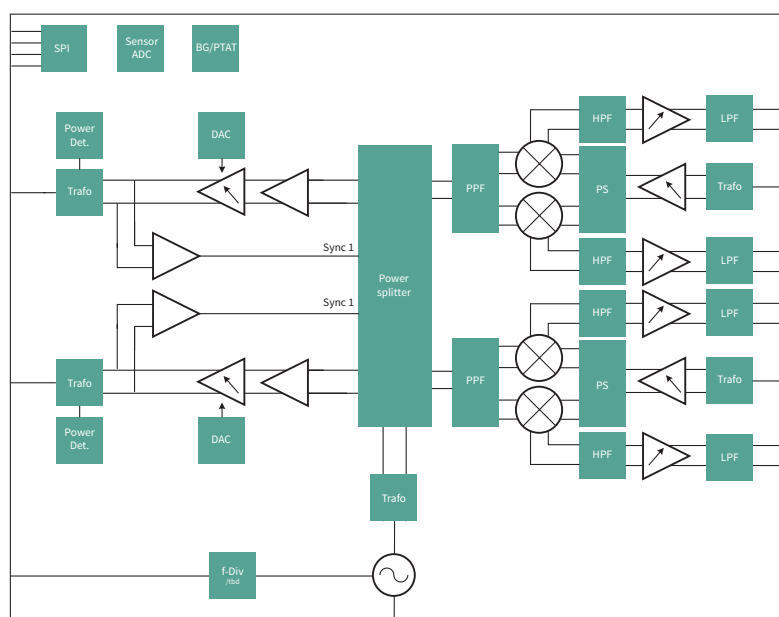 SPI
Sensor
ADC
BG/PTAT
Power
Det.
DAC
HPF
LPF
Trafo
PPF
PS
Trafo
Sync 1
HPF
LPF
Power
splitter
Sync 1
HPF
LPF
Trafo
PPF
PS
Trafo
Power
Det.
DAC
HPF
LPF
Trafo
f-Div
/tbd